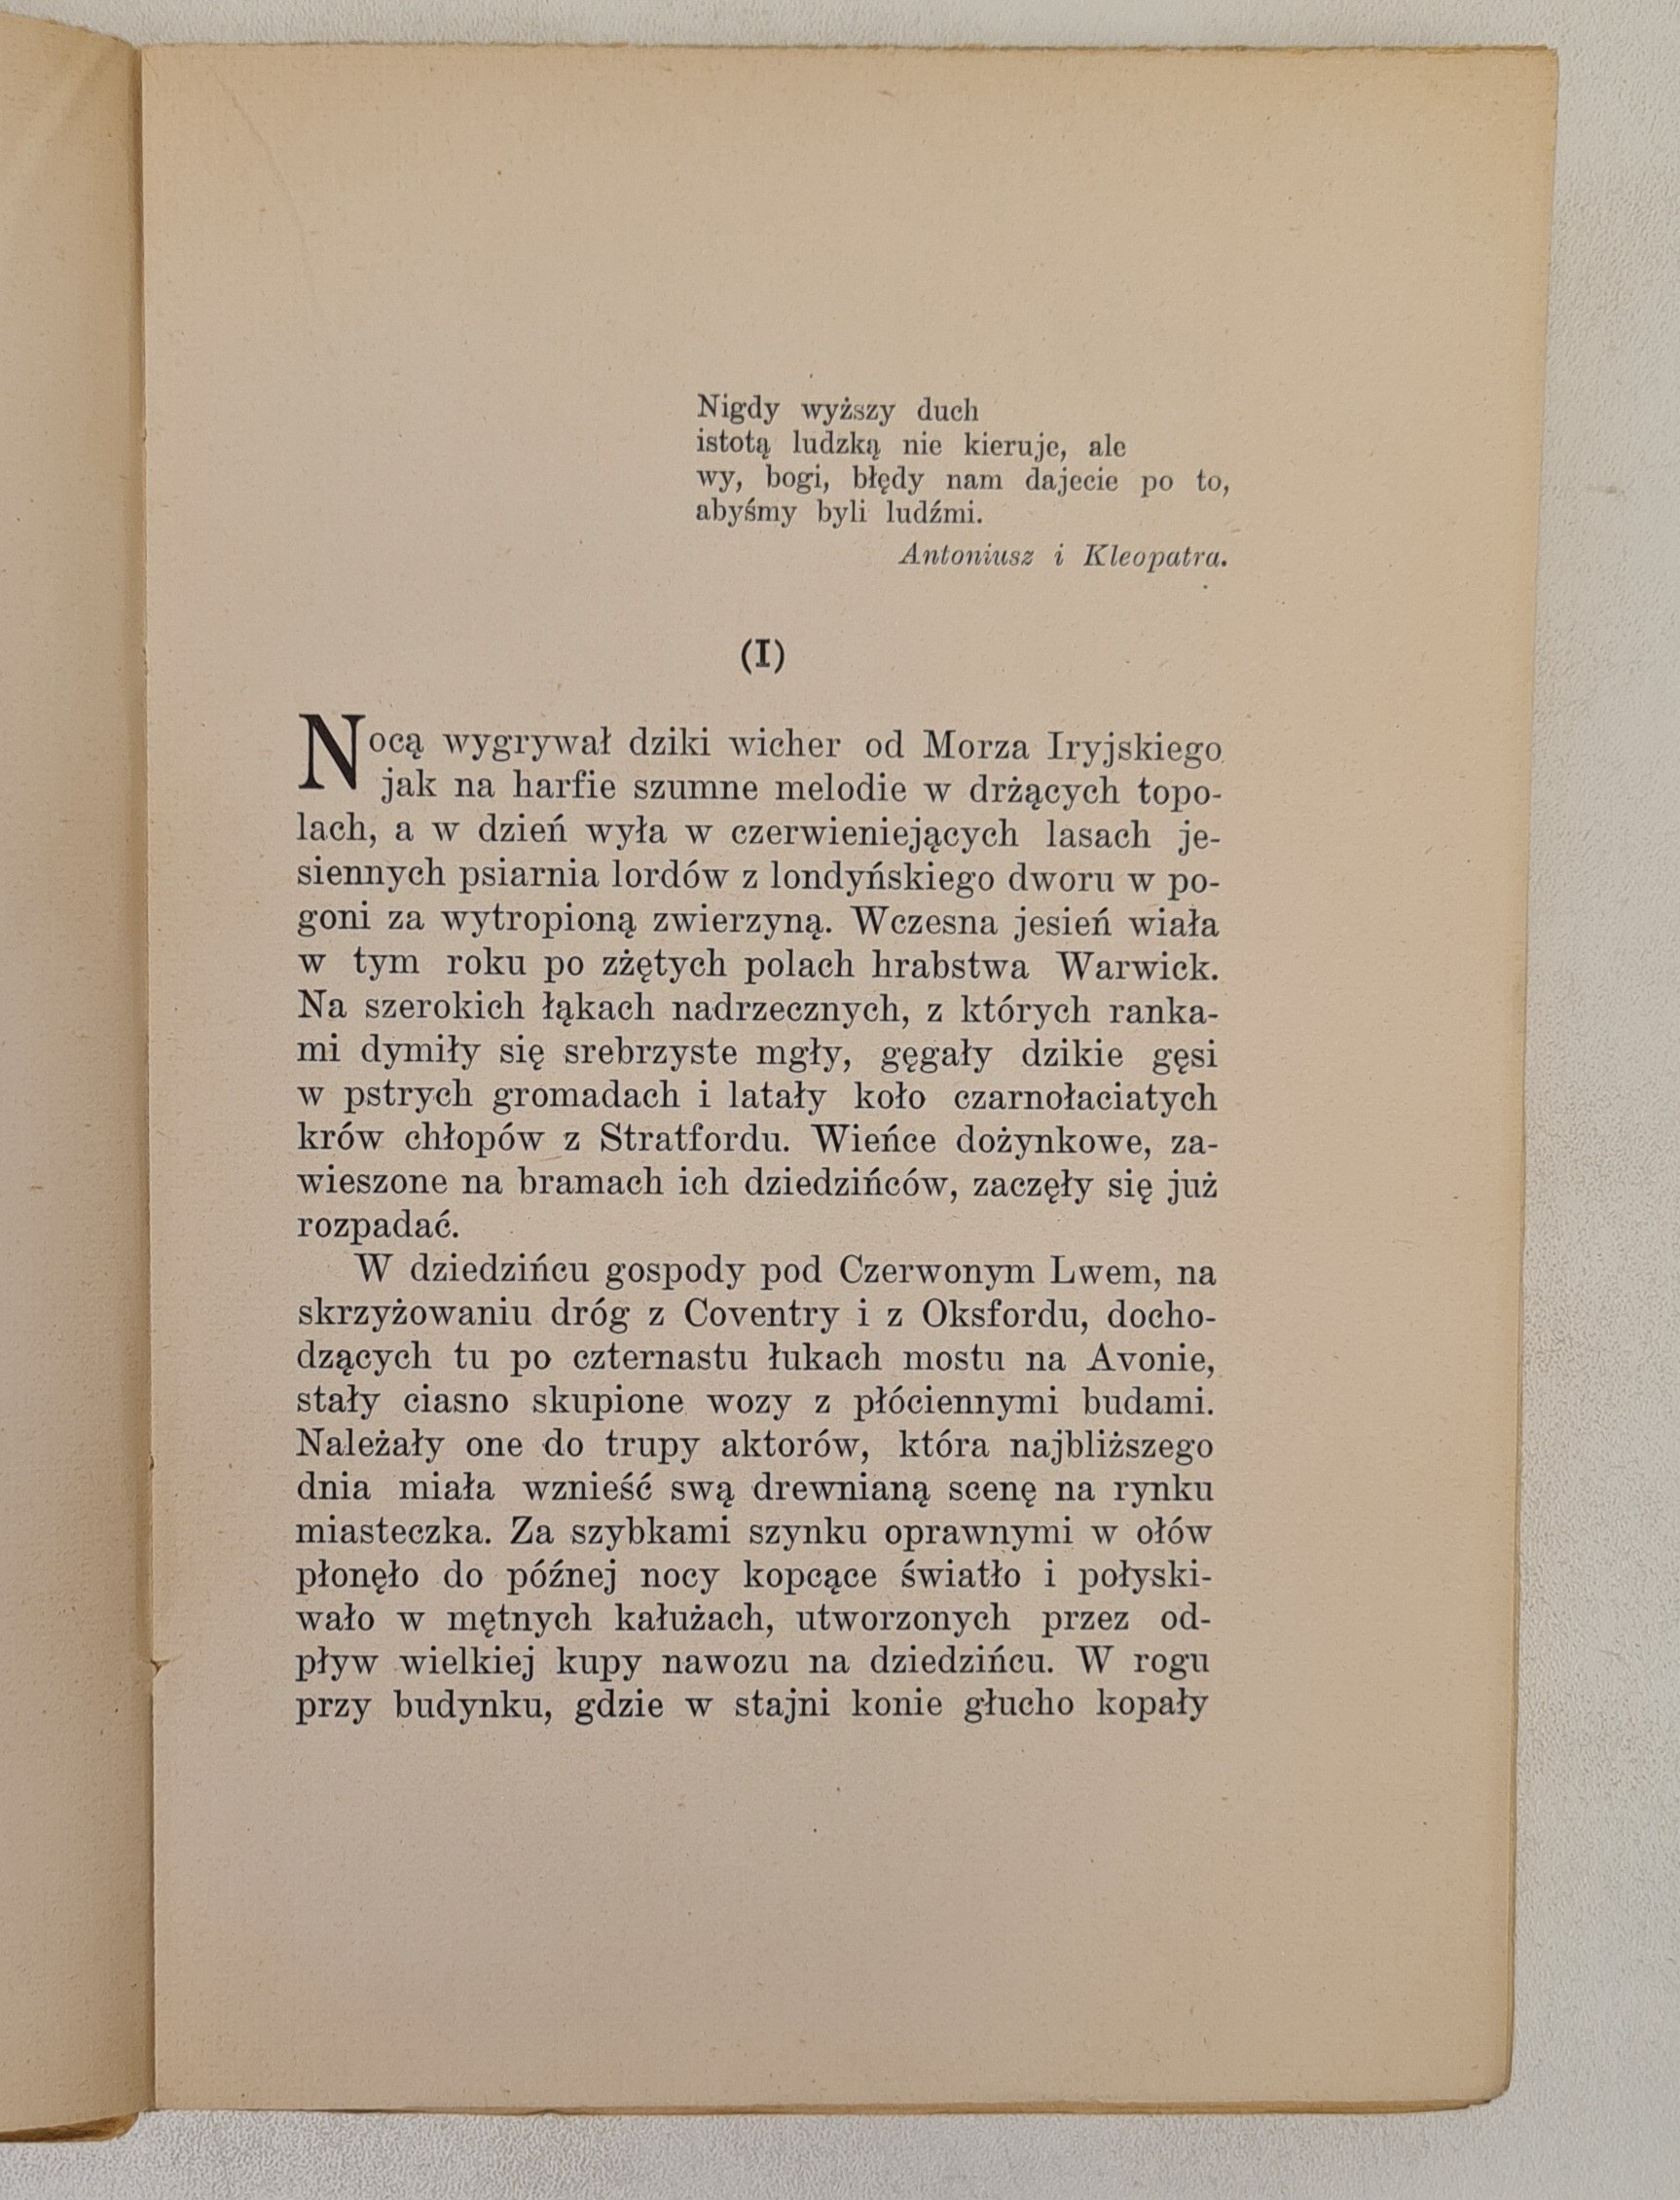 Nigdy wyższy duch
istotą ludzką nie kieruje, ale
wy, bogi, błędy nam dajecie po to,
abyśmy byli ludźmi.
Antoniusz i Kleopatra.
(I)
Nocą wygrywał dziki wicher od Morza Iryjskiego
jak na harfie szumne melodie w drżących topo-
lach, a w dzień wyła w czerwieniejących lasach je-
siennych psiarnia lordów z londyńskiego dworu w po-
goni za wytropioną zwierzyną. Wczesna jesień wiała
w tym roku po zżętych polach hrabstwa Warwick.
Na szerokich łąkach nadrzecznych, z których ranka-
mi dymiły się srebrzyste mgły, gęgały dzikie gęsi
w pstrych gromadach i latały koło czarnołaciatych
krów chłopów z Stratfordu. Wieńce dożynkowe, za-
wieszone na bramach ich dziedzińców, zaczęły się już
rozpadać.
W dziedzińcu gospody pod Czerwonym Lwem, na
skrzyżowaniu dróg z Coventry i z Oksfordu, docho-
dzących tu po czternastu łukach mostu na Avonie,
stały ciasno skupione wozy z płóciennymi budami.
Należały one do trupy aktorów, która najbliższego
dnia miała wznieść swą drewnianą scenę na rynku
miasteczka. Za szybkami szynku oprawnymi w ołów
płonęło do późnej nocy kopcące światło i połyski-
wało w mętnych kałużach, utworzonych przez od-
pływ wielkiej kupy nawozu na dziedzińcu. W rogu
przy budynku, gdzie w stajni konie głucho kopały